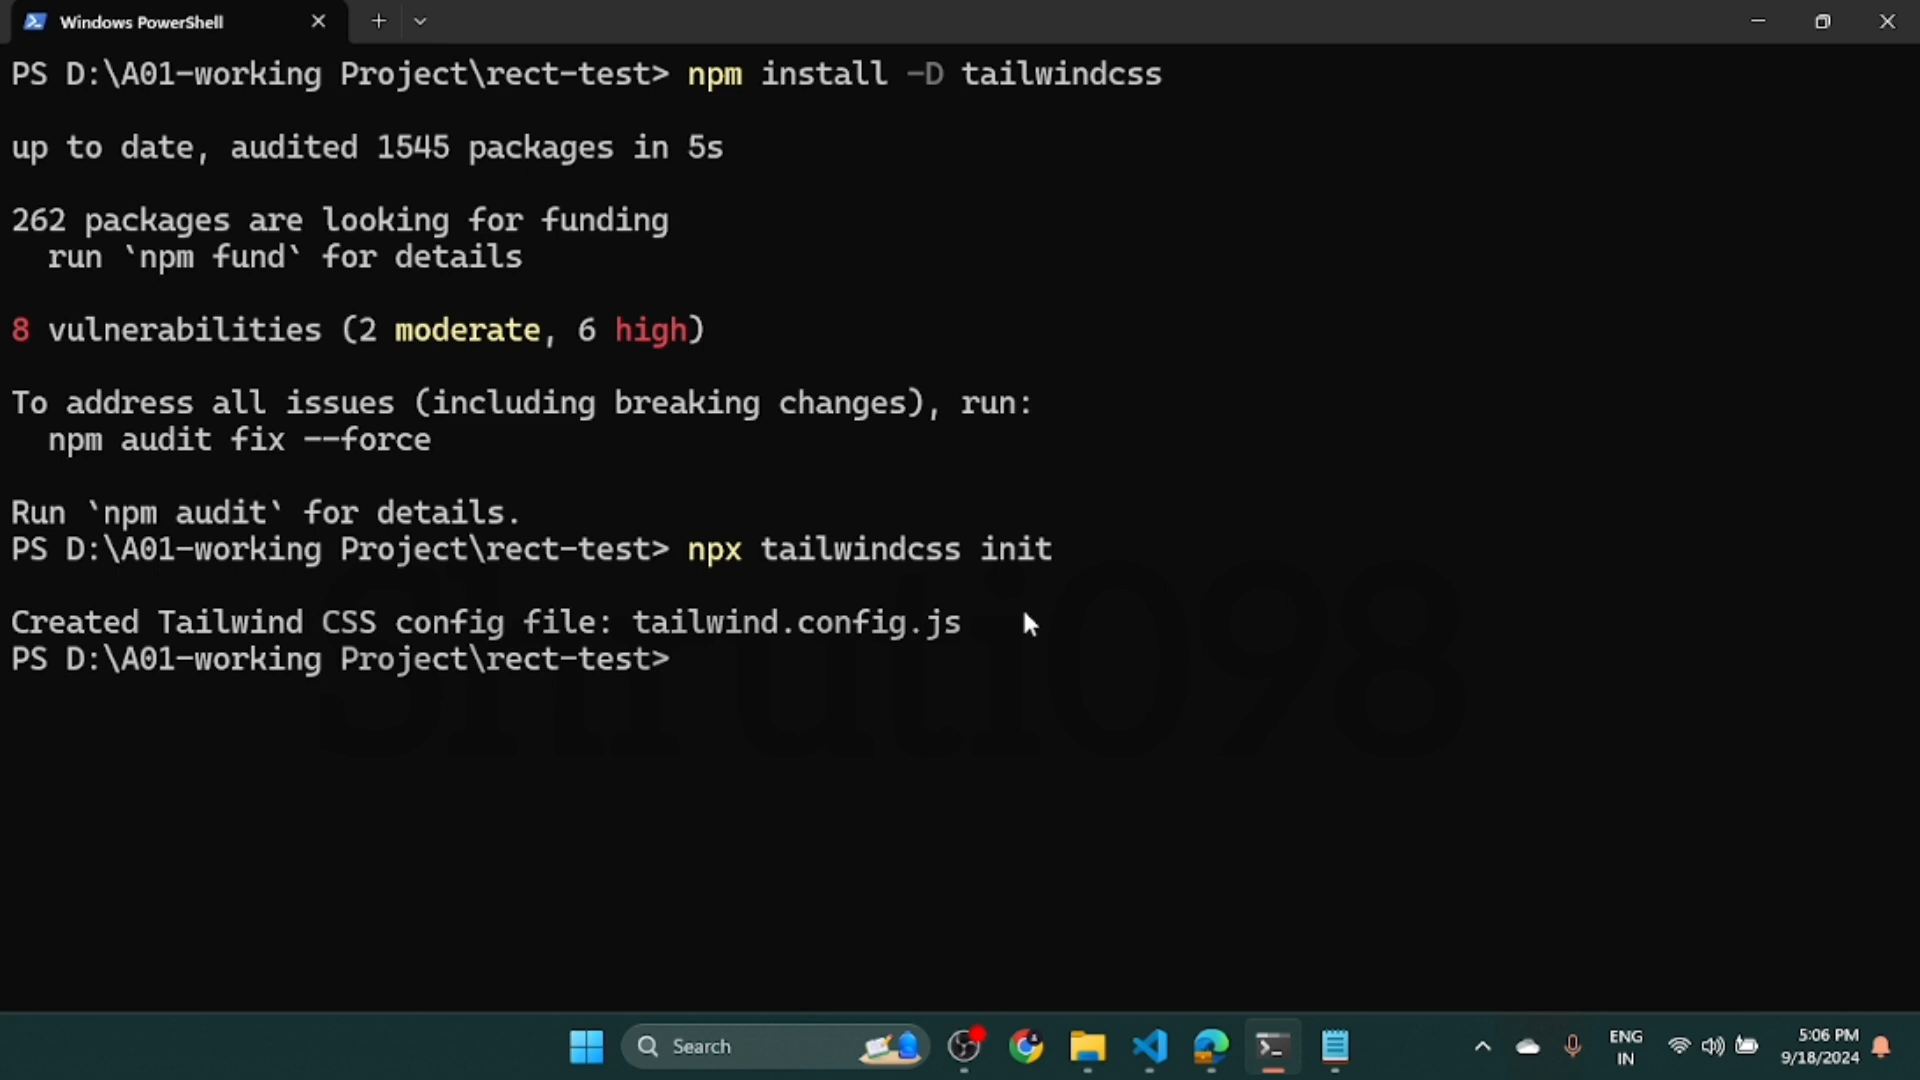 Windows PowerShell
PS D:\A01-working Project\rect-test> npm install -D tailwindcss
up to date, audited 1545 packages in 5s
262 packages are looking for funding
run `npm fund` for details
8 vulnerabilities (2 moderate, 6 high)
To address all issues (including breaking changes), run:
npm audit fix --force
Run `npm audit` for details.
PS D:\A01-working Project\rect-test> npx tailwindcss init
Created Tailwind CSS config file: tailwind.config.js
PS D:\A01-working Project\rect-test>
Shruti098
Search
ENG
IN
5:06 PM
9/18/2024